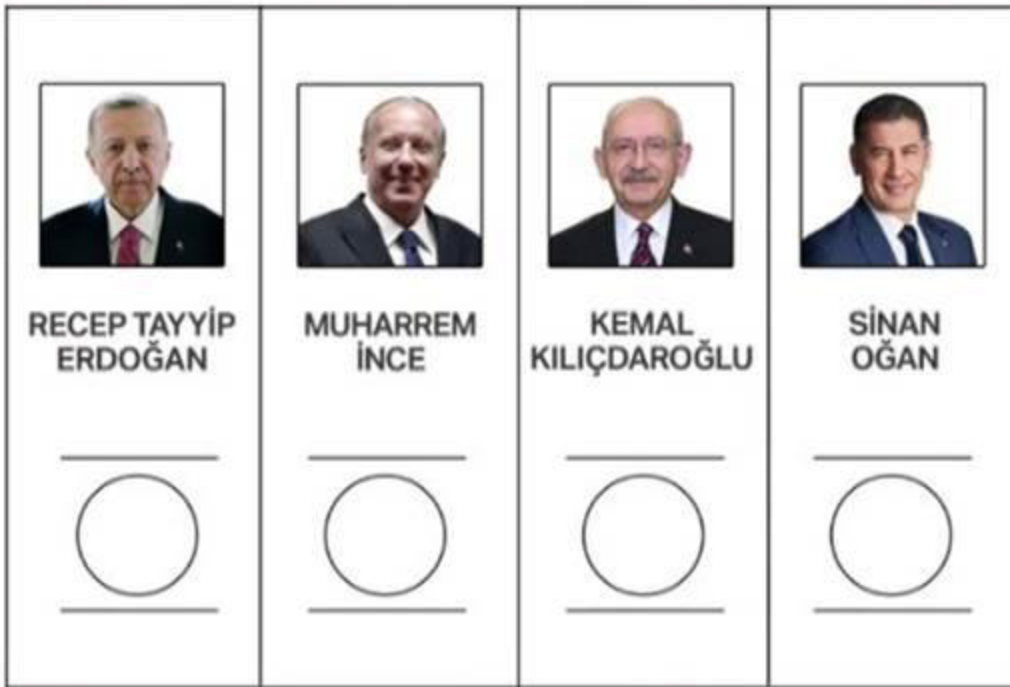 RECEP TAYYİP
ERDOĞAN
MUHARREM
İNCE
KEMAL
KILIÇDAROĞLU
SİNAN
OĞAN